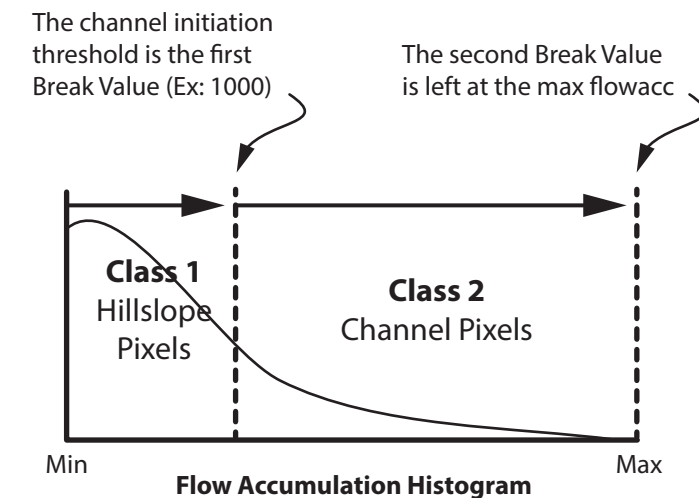 The channel initiation
threshold is the first
Break Value (Ex: 1000)
The second Break Value
is left at the max flowacc
Class 1
Hillslope
Pixels
Class 2
Channel Pixels
Min
Max
Flow Accumulation Histogram